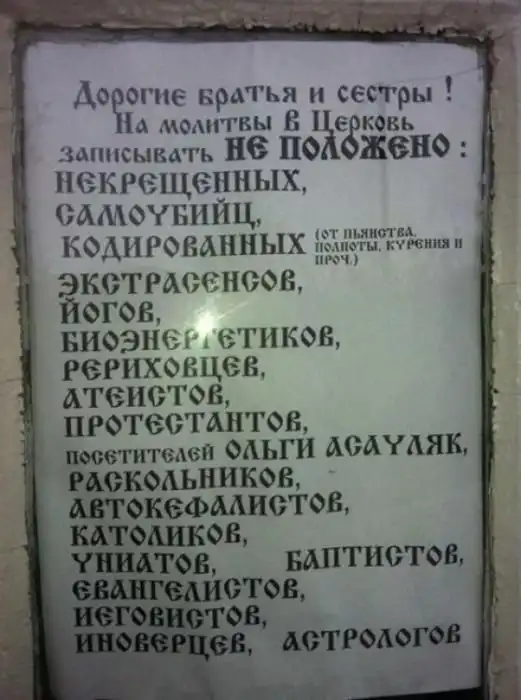 Дорогие братья и сестры !
На молитвы в Церковь
записывать НЕ ПОЛОЖЕНО :
НЕКРЕЩЕННЫХ,
САМОУБИЙЦ,
КОДИРОВАННЫХ (ОТ ПЬЯНСТВА,
ПОЛНОТЫ, КУРЕНИЯ И
ПРОЧ.)
ЭКСТРАСЕНСОВ,
ЙОГОВ,
БИОЭНЕРГЕТИКОВ,
РЕРИХОВЦЕВ,
АТЕИСТОВ,
ПРОТЕСТАНТОВ,
посетителей ОЛЬГИ АСАУЛЯК,
РАСКОЛЬНИКОВ,
АВТОКЕФАЛИСТОВ,
КАТОЛИКОВ,
УНИАТОВ, БАПТИСТОВ,
ЕВАНГЕЛИСТОВ,
ИЕГОВИСТОВ,
ИНОВЕРЦЕВ, АСТРОЛОГОВ